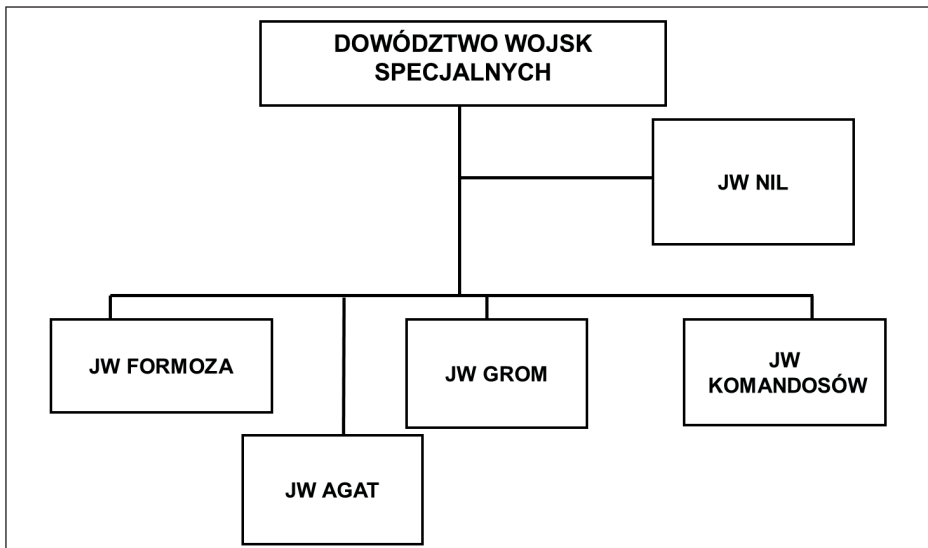 DOWÓDZTWO WOJSK
SPECJALNYCH
JW NIL
JW FORMOZA
JW GROM
JW
KOMANDOSÓW
JW AGAT